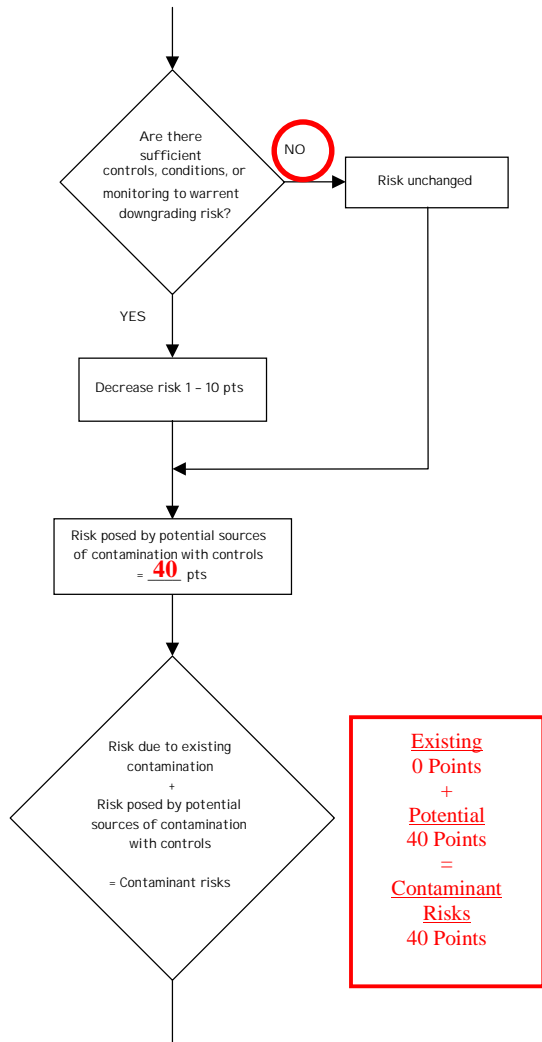 Are there
sufficient
controls, conditions, or
monitoring to warrent
downgrading risk?
NO
Risk unchanged
YES
Decrease risk 1 – 10 pts
Risk posed by potential sources
of contamination with controls
= 40 pts
Risk due to existing
contamination
+
Risk posed by potential
sources of contamination
with controls
= Contaminant risks
Existing
0 Points
+
Potential
40 Points
=
Contaminant
Risks
40 Points